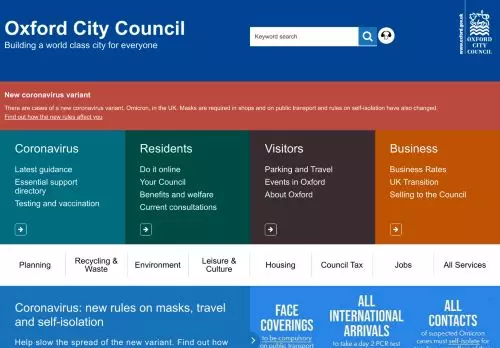 Oxford City Council
Building a world class city for everyone
Keyword search
www.oxford.gov.uk
OXFORD
CITY
COUNCIL
New coronavirus variant
There are cases of a new coronavirus variant, Omicron, in the UK. Masks are required in shops and on public transport and rules on self-isolation have also changed.
Find out how the new rules affect you
Coronavirus
Latest guidance
Essential support
directory
Testing and vaccination
Residents
Do it online
Your Council
Benefits and welfare
Current consultations
Visitors
Parking and Travel
Events in Oxford
About Oxford
Business
Business Rates
UK Transition
Selling to the Council
Planning
Recycling &
Waste
Environment
Leisure &
Culture
Housing
Council Tax
Jobs
All Services
Coronavirus: new rules on masks, travel
and self-isolation
Help slow the spread of the new variant. Find out how
FACE
COVERINGS
to be compulsory
on public transport
ALL
INTERNATIONAL
ARRIVALS
to take a day 2 PCR test
ALL
CONTACTS
of suspected Omicron
cases must self-isolate for